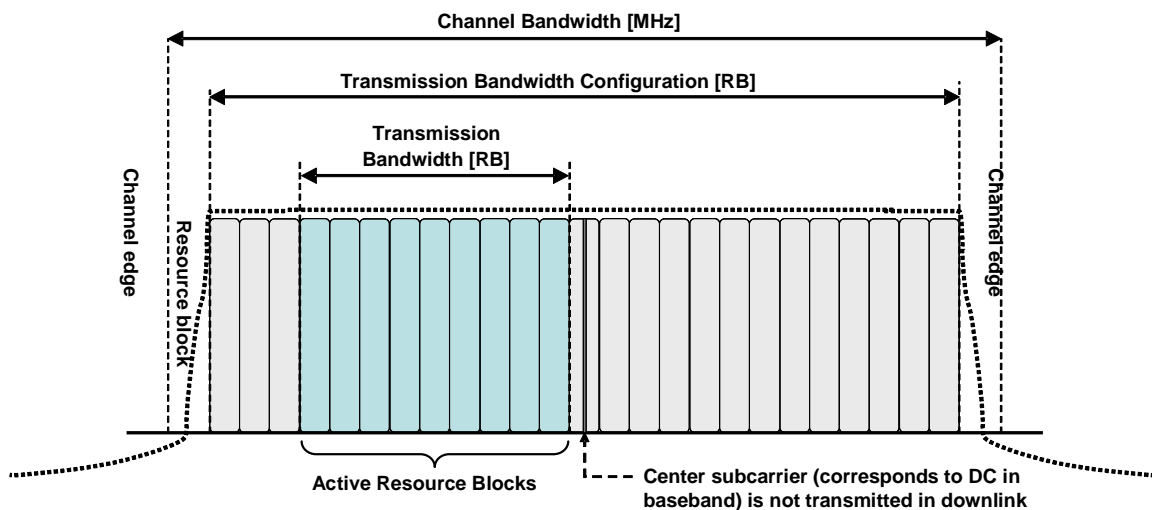 Channel Bandwidth [MHz]
Transmission Bandwidth Configuration [RB]
Transmission
Bandwidth [RB]
Channel edge
Resource block
Channel edge
Active Resource Blocks
Center subcarrier (corresponds to DC in
baseband) is not transmitted in downlink